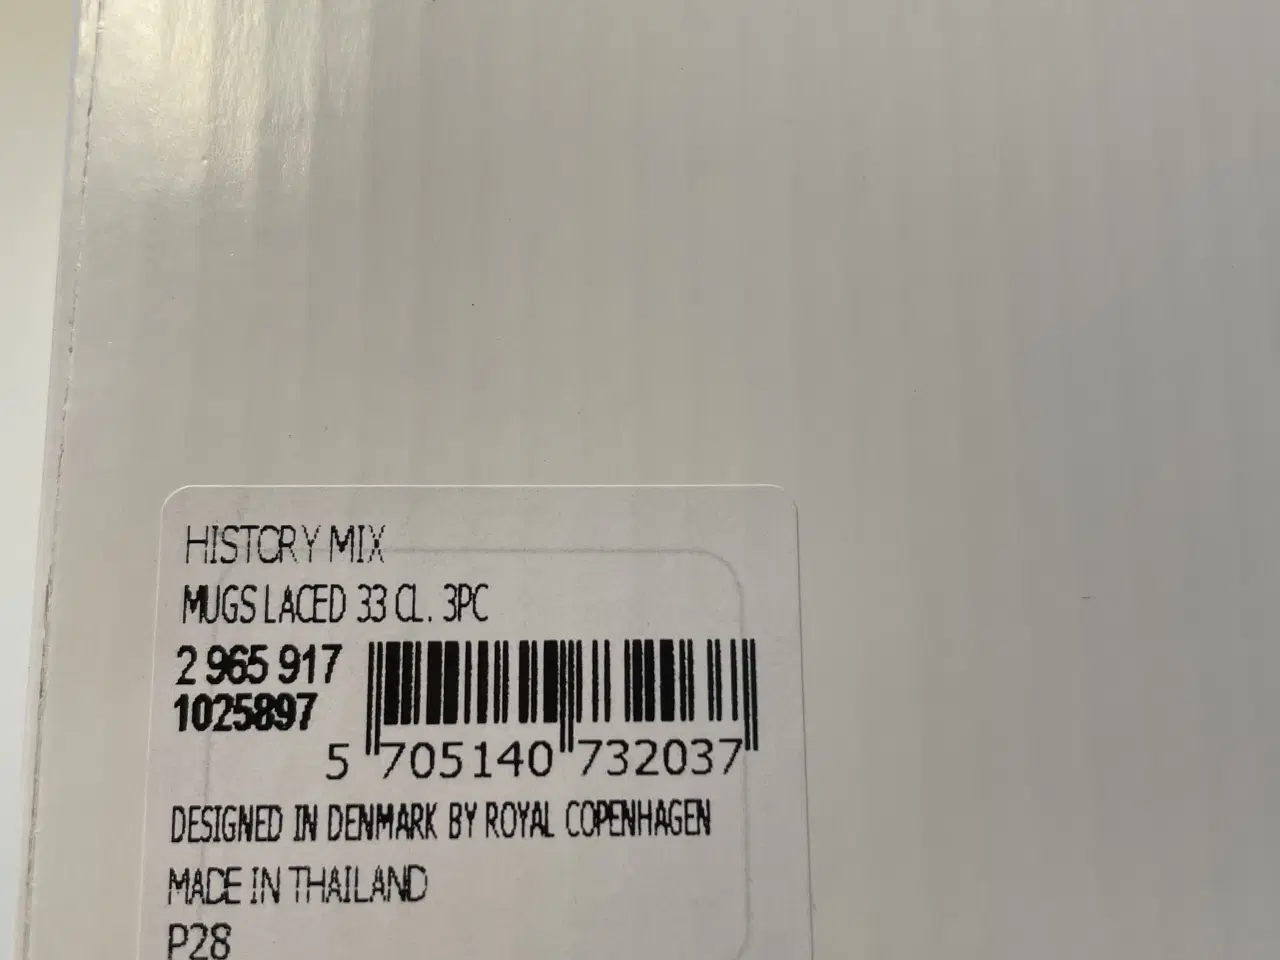 HISTORY MIX
MUGS LACED 33 CL. 3PC
2 965 917
1025897
5 705140 732037
DESIGNED IN DENMARK BY ROYAL COPENHAGEN
MADE IN THAILAND
P28